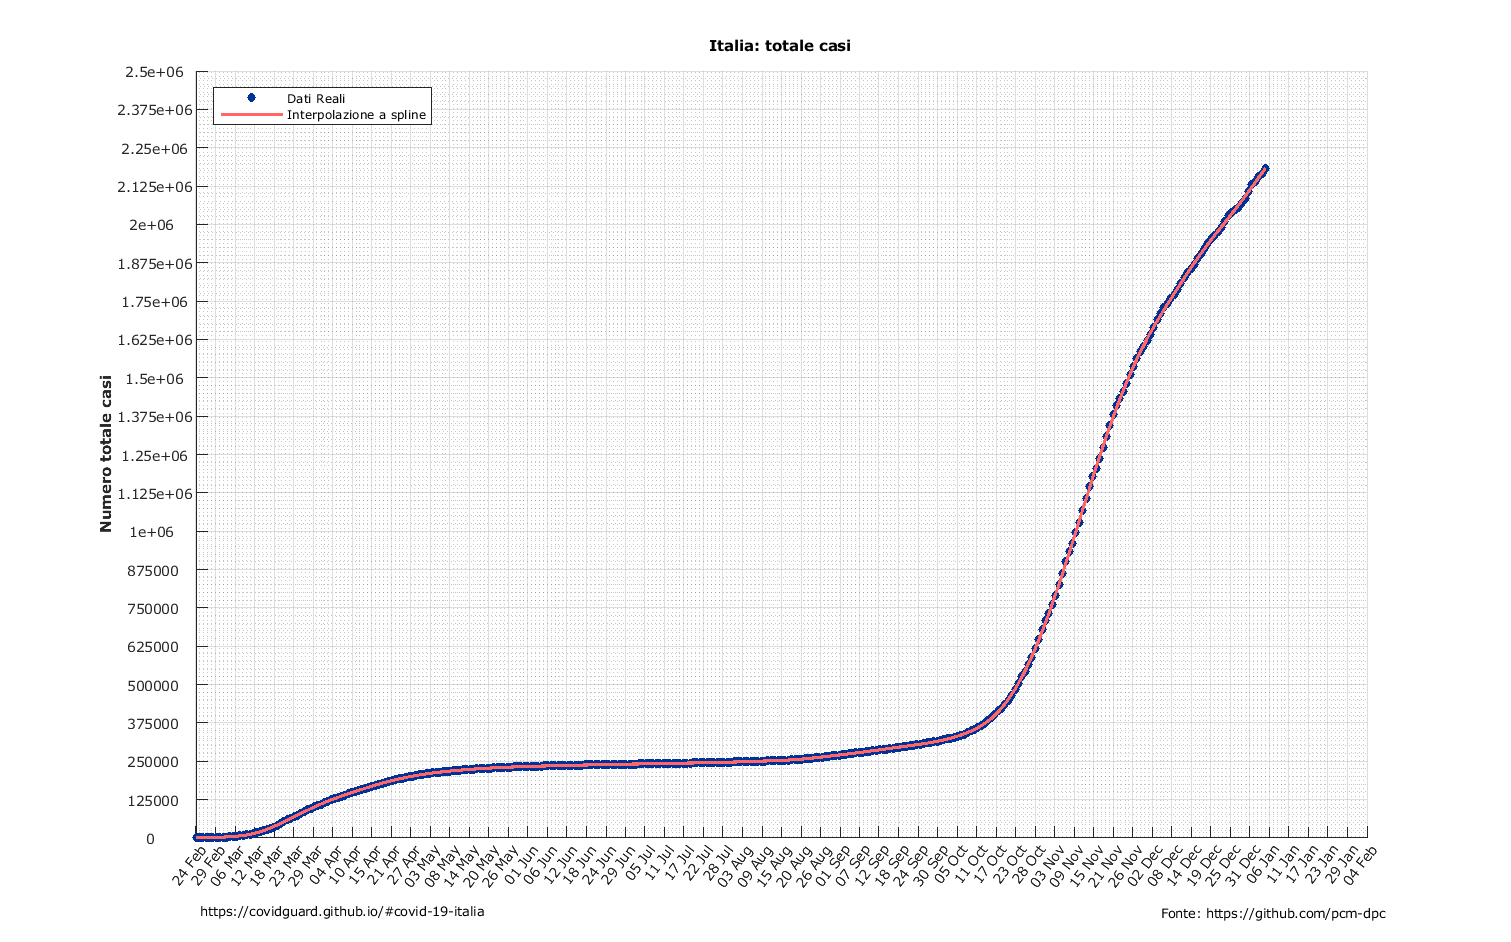 Italia: totale casi
2.5e+06
2.375e+06
2.25e+06
2.125e+06
2e+06
1.875e+06
1.75e+06
1.625e+06
1.5e+06
1.375e+06
1.25e+06
1.125e+06
1e+06
875000
750000
625000
500000
375000
250000
125000
0
Numero totale casi
Dati Reali
Interpolazione a spline
24 Feb
29 Feb
06 Mar
12 Mar
18 Mar
23 Mar
29 Mar
04 Apr
10 Apr
15 Apr
21 Apr
27 Apr
03 May
08 May
14 May
20 May
26 May
01 Jun
06 Jun
12 Jun
18 Jun
24 Jun
29 Jun
05 Jul
11 Jul
17 Jul
22 Jul
28 Jul
03 Aug
09 Aug
15 Aug
20 Aug
26 Aug
01 Sep
07 Sep
12 Sep
18 Sep
24 Sep
30 Oct
05 Oct
11 Oct
17 Oct
23 Oct
28 Nov
03 Nov
09 Nov
15 Nov
21 Nov
26 Dec
02 Dec
08 Dec
14 Dec
19 Dec
25 Dec
31 Jan
06 Jan
11 Jan
17 Jan
23 Jan
29 Jan
04 Feb
https://covidguard.github.io/#covid-19-italia
Fonte: https://github.com/pcm-dpc